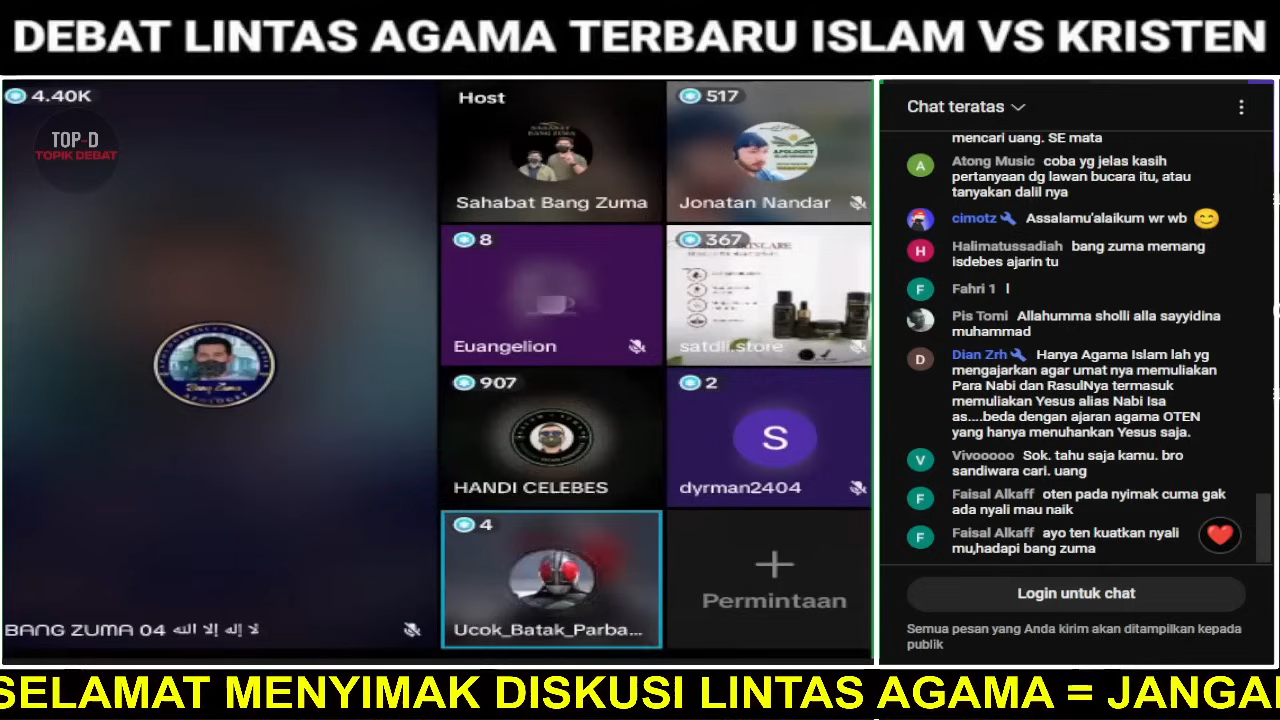 DEBAT LINTAS AGAMA TERBARU ISLAM VS KRISTEN
4.40K
TOP-D
TOPIK DEBAT
Bang Zuma
BANG ZUMA 04 لا إله إلا الله
Host
SAHABAT BANG ZUMA
Sahabat Bang Zuma
517
APOLOGET
Jonatan Nandar
8
Euangelion
367
satdli.store
907
HANDI CELEBES
2
S
dyrman2404
4
Ucok_Batak_Parba...
Permintaan
Chat teratas
mencari uang. SE mata
A
Atong Music coba yg jelas kasih
pertanyaan dg lawan bucara itu, atau
tanyakan dalil nya
cimotz Assalamu'alaikum wr wb 😊
H
Halimatussadiah bang zuma memang
isdebes ajarin tu
F
Fahri 1 I
Pis Tomi Allahumma sholli alla sayyidina
muhammad
D
Dian Zrh Hanya Agama Islam lah yg
mengajarkan agar umat nya memuliakan
Para Nabi dan RasulNya termasuk
memuliakan Yesus alias Nabi Isa
as....beda dengan ajaran agama OTEN
yang hanya menuhankan Yesus saja.
V
Vivooooo Sok. tahu saja kamu. bro
sandiwara cari. uang
F
Faisal Alkaff oten pada nyimak cuma gak
ada nyali mau naik
F
Faisal Alkaff ayo ten kuatkan nyali
mu,hadapi bang zuma
Login untuk chat
Semua pesan yang Anda kirim akan ditampilkan kepada
publik
SELAMAT MENYIMAK DISKUSI LINTAS AGAMA = JANGA